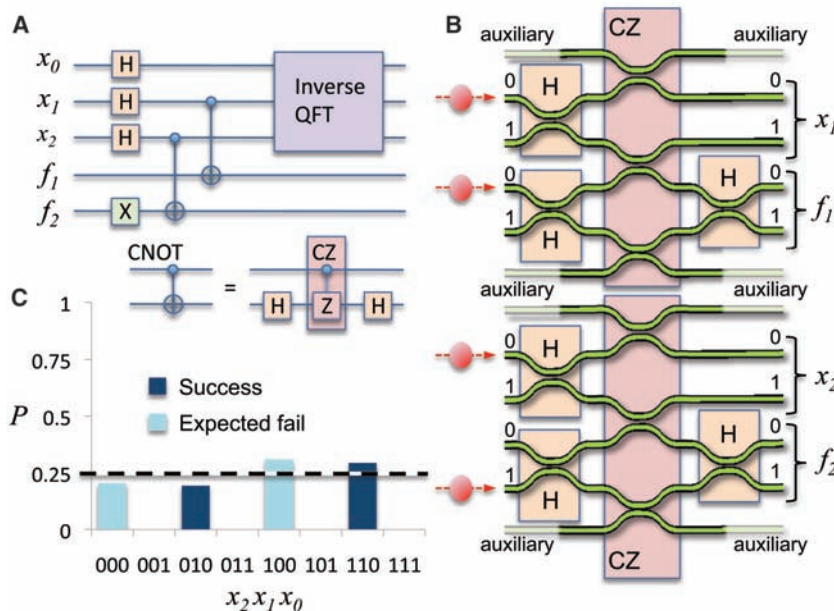 A
x0
x1
x2
f1
f2
H
H
H
X
Inverse
QFT
CNOT
=
CZ
H
Z
H
B
auxiliary
CZ
auxiliary
0
H
0
1
1
x1
0
H
0
1
H
1
f1
auxiliary
auxiliary
0
H
0
1
1
x2
0
H
0
1
H
1
f2
auxiliary
CZ
auxiliary
C
1
0.75
0.5
0.25
0
P
Success
Expected fail
000 001 010 011 100 101 110 111
x2x1x0